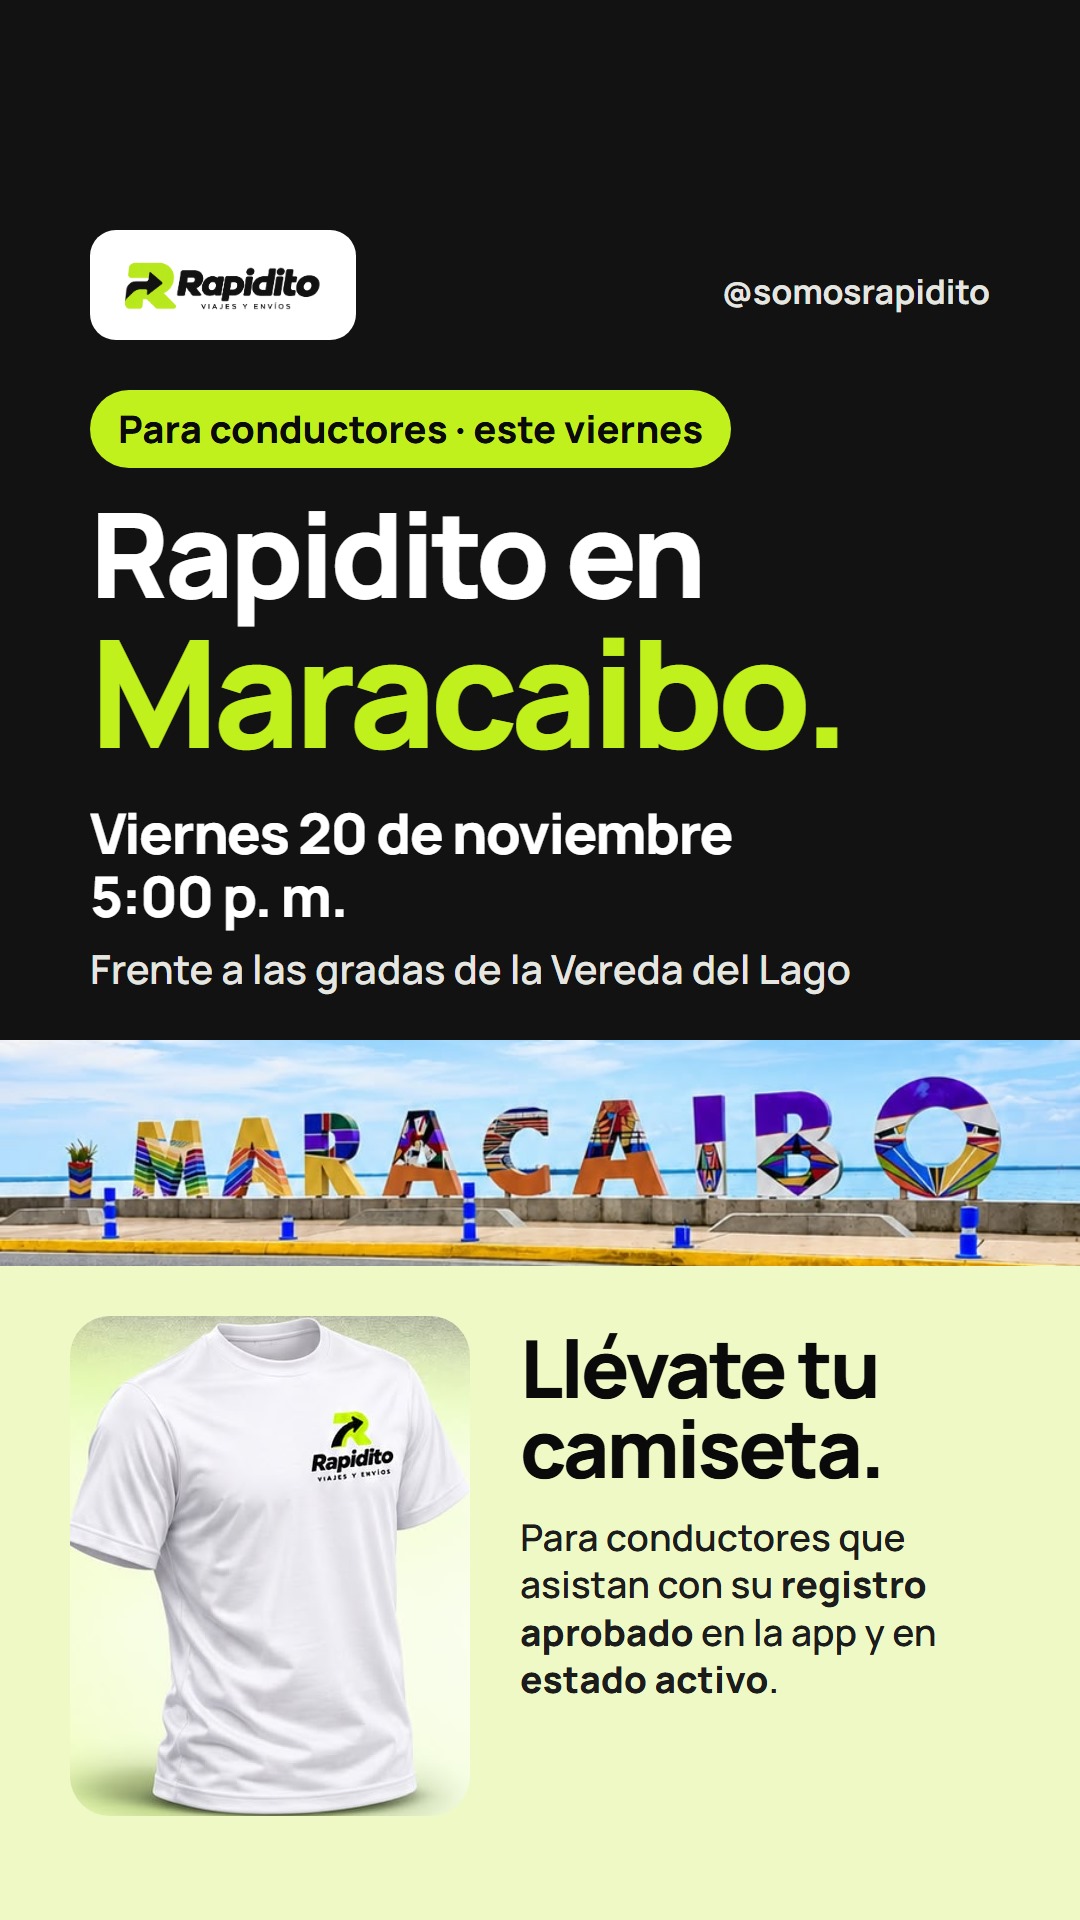 Rapidito
VIAJES Y ENVÍOS
@somosrapidito
Para conductores · este viernes
Rapidito en
Maracaibo.
Viernes 20 de noviembre
5:00 p. m.
Frente a las gradas de la Vereda del Lago
MARACAIBO
Rapidito
VIAJES Y ENVÍOS
Llévate tu
camiseta.
Para conductores que
asistan con su registro
aprobado en la app y en
estado activo.